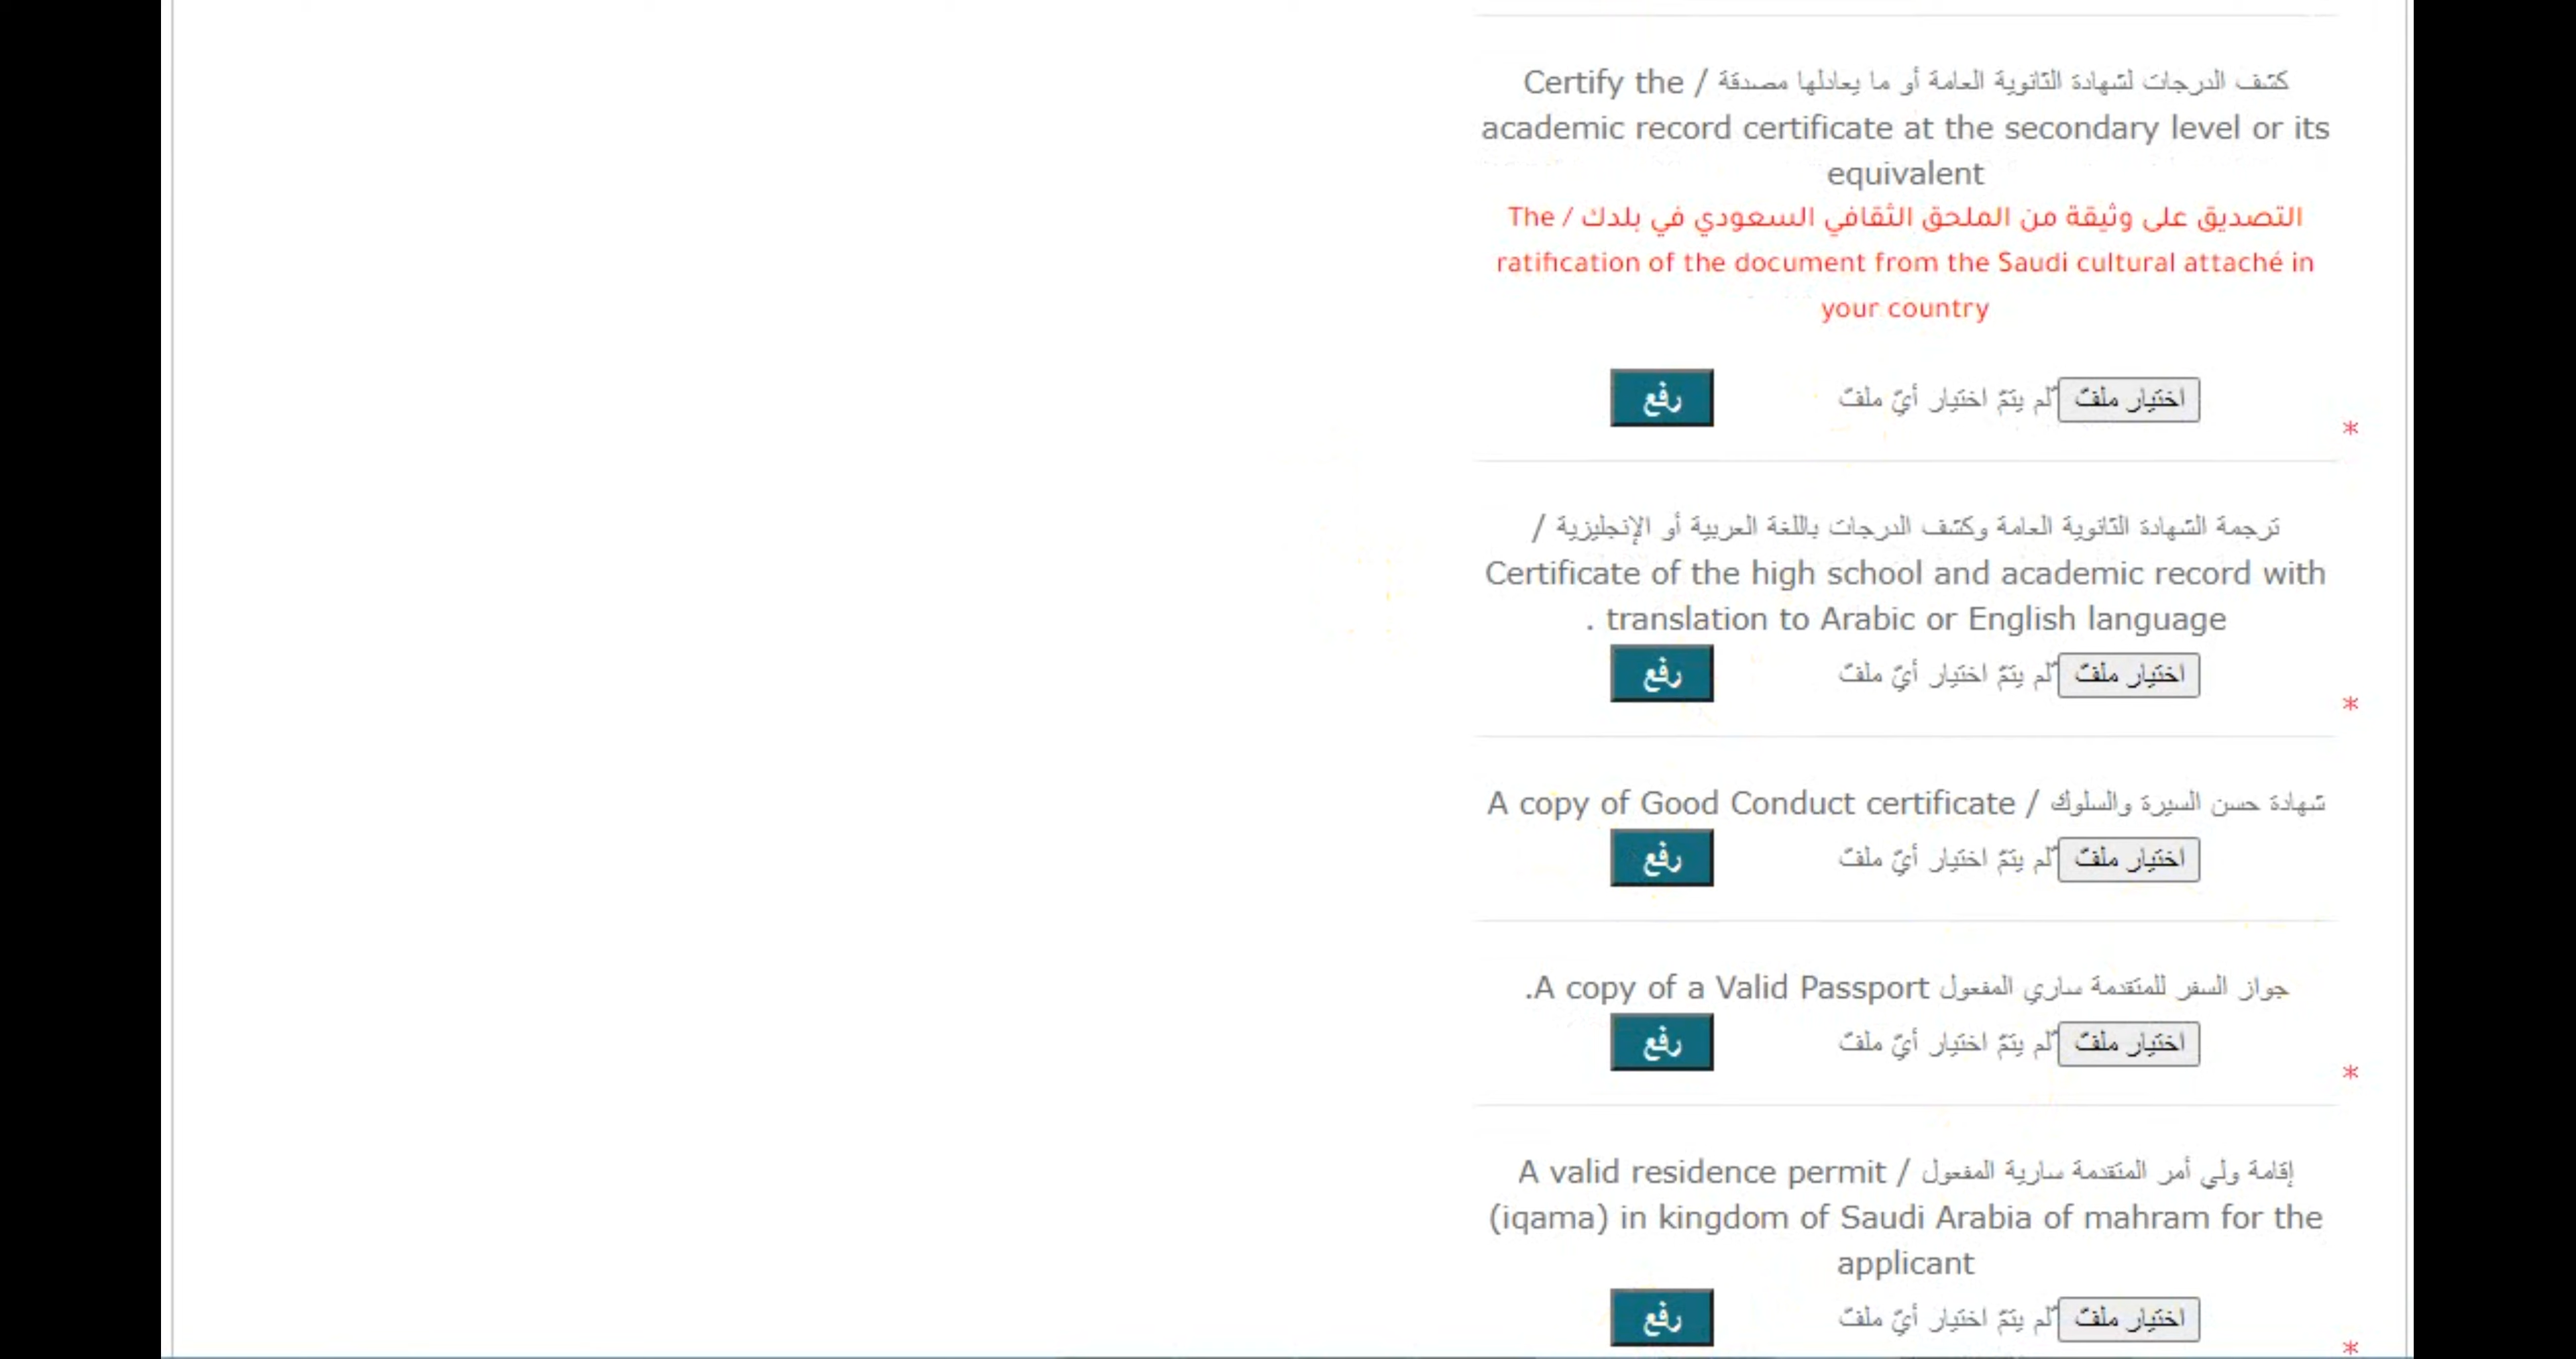 كشف الدرجات لشهادة الثانوية العامة أو ما يعادلها مصدقة / Certify the
academic record certificate at the secondary level or its
equivalent
التصديق على وثيقة من الملحق الثقافي السعودي في بلدك / The
ratification of the document from the Saudi cultural attaché in
your country
اختيار ملفّ لم يتمّ اختيار أيّ ملفّ رفع
*
ترجمة الشهادة الثانوية العامة وكشف الدرجات باللغة العربية أو الإنجليزية /
Certificate of the high school and academic record with
translation to Arabic or English language .
اختيار ملفّ لم يتمّ اختيار أيّ ملفّ رفع
*
شهادة حسن السيرة والسلوك / A copy of Good Conduct certificate
اختيار ملفّ لم يتمّ اختيار أيّ ملفّ رفع
جواز السفر للمتقدمة ساري المفعول A copy of a Valid Passport.
اختيار ملفّ لم يتمّ اختيار أيّ ملفّ رفع
*
إقامة ولي أمر المتقدمة سارية المفعول / A valid residence permit
(iqama) in kingdom of Saudi Arabia of mahram for the
applicant
اختيار ملفّ لم يتمّ اختيار أيّ ملفّ رفع
*